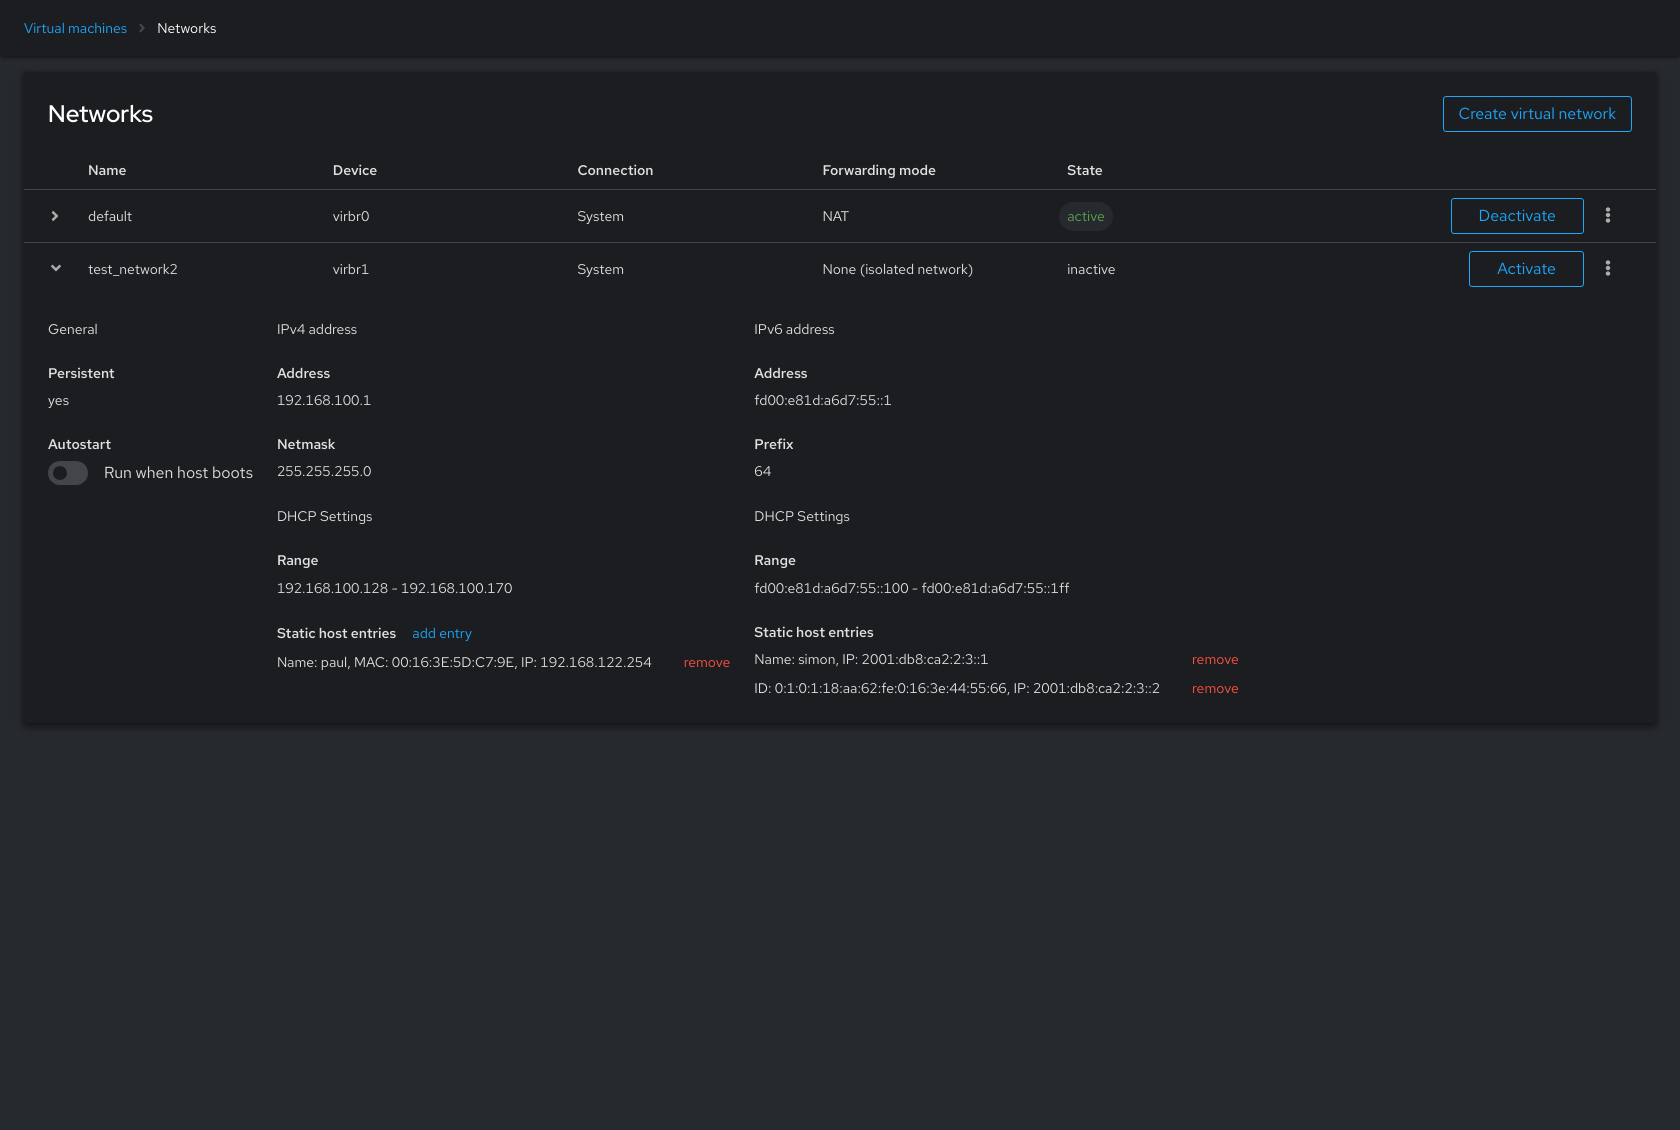 Virtual machines > Networks
Networks
Create virtual network
Name Device Connection Forwarding mode State
default virbr0 System NAT active Deactivate
test_network2 virbr1 System None (isolated network) inactive Activate
General
Persistent
yes
Autostart
Run when host boots
IPv4 address
Address
192.168.100.1
Netmask
255.255.255.0
DHCP Settings
Range
192.168.100.128 - 192.168.100.170
Static host entries add entry
Name: paul, MAC: 00:16:3E:5D:C7:9E, IP: 192.168.122.254 remove
IPv6 address
Address
fd00:e81d:a6d7:55::1
Prefix
64
DHCP Settings
Range
fd00:e81d:a6d7:55::100 - fd00:e81d:a6d7:55::1ff
Static host entries
Name: simon, IP: 2001:db8:ca2:2:3::1 remove
ID: 0:1:0:1:18:aa:62:fe:0:16:3e:44:55:66, IP: 2001:db8:ca2:2:3::2 remove